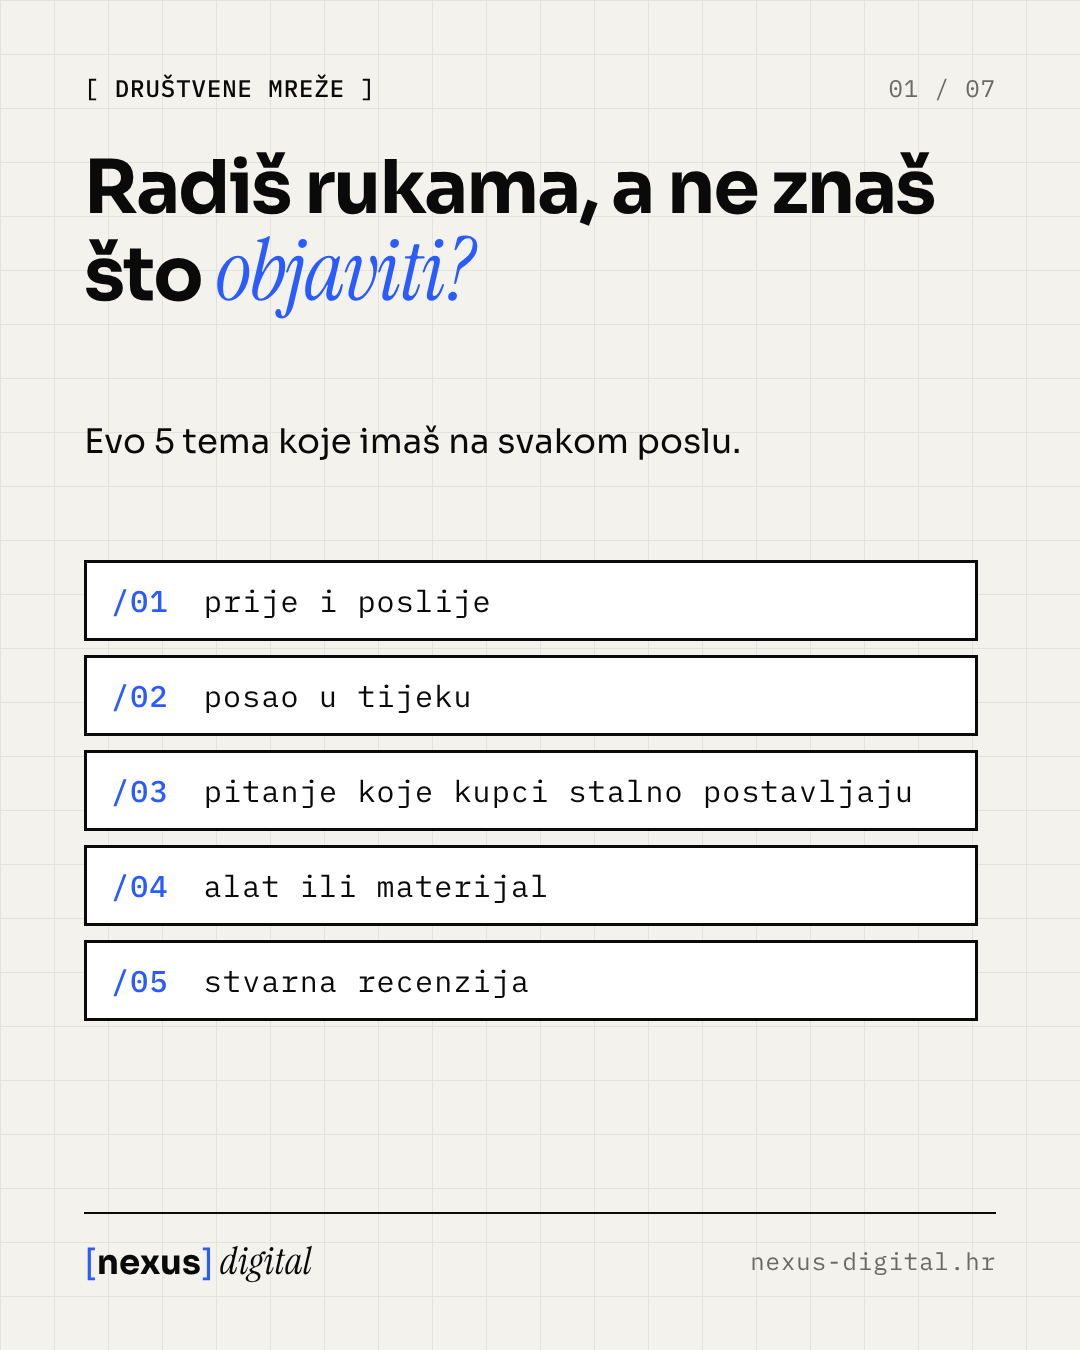 [ DRUŠTVENE MREŽE ]
01 / 07
Radiš rukama, a ne znaš
što objaviti?
Evo 5 tema koje imaš na svakom poslu.
/01 prije i poslije
/02 posao u tijeku
/03 pitanje koje kupci stalno postavljaju
/04 alat ili materijal
/05 stvarna recenzija
[nexus] digital
nexus-digital.hr